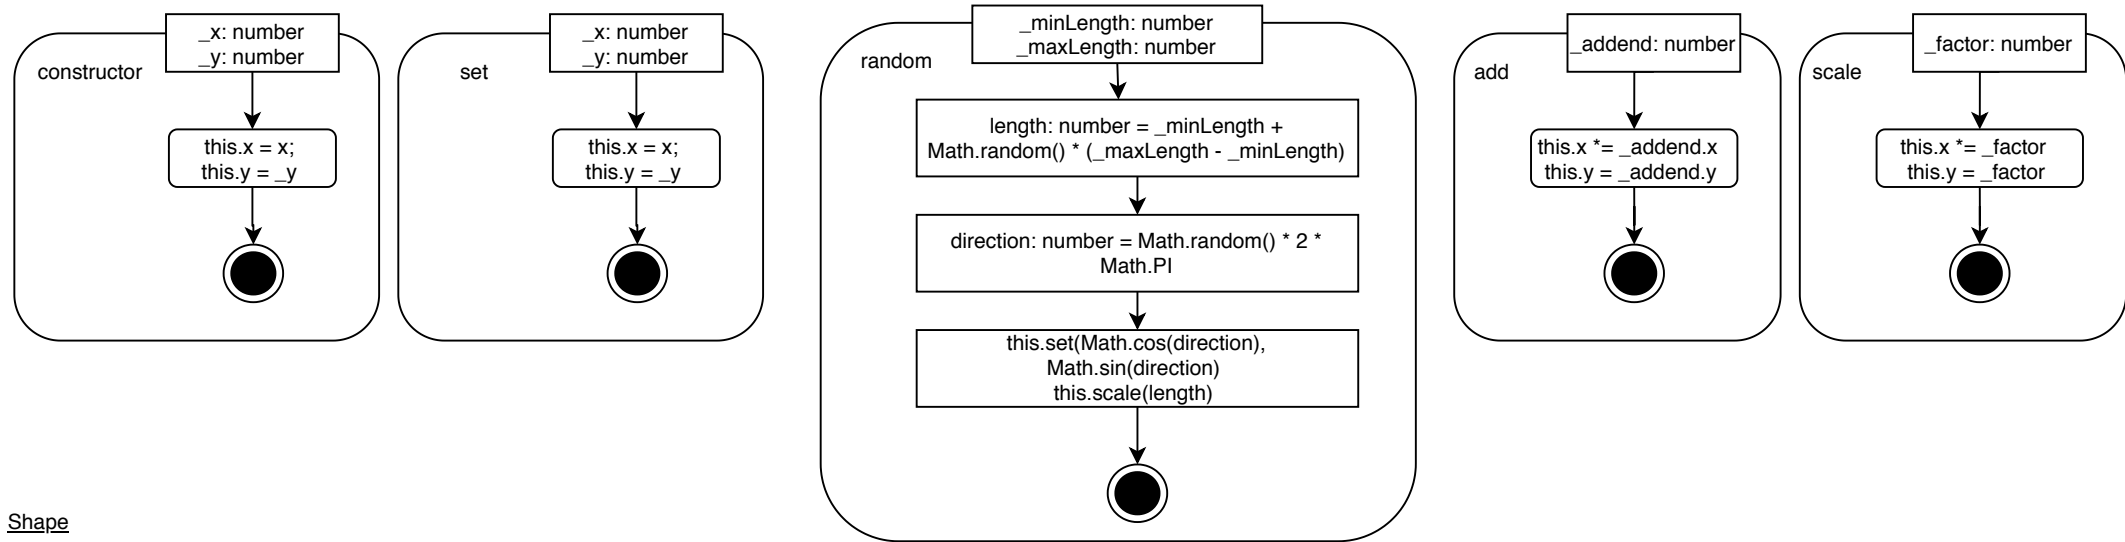 constructor
_x: number
_y: number
this.x = x;
this.y = _y
set
_x: number
_y: number
this.x = x;
this.y = _y
random
_minLength: number
_maxLength: number
length: number = _minLength +
Math.random() * (_maxLength - _minLength)
direction: number = Math.random() * 2 *
Math.PI
this.set(Math.cos(direction),
Math.sin(direction)
this.scale(length)
add
_addend: number
this.x *= _addend.x
this.y = _addend.y
scale
_factor: number
this.x *= _factor
this.y = _factor
Shape